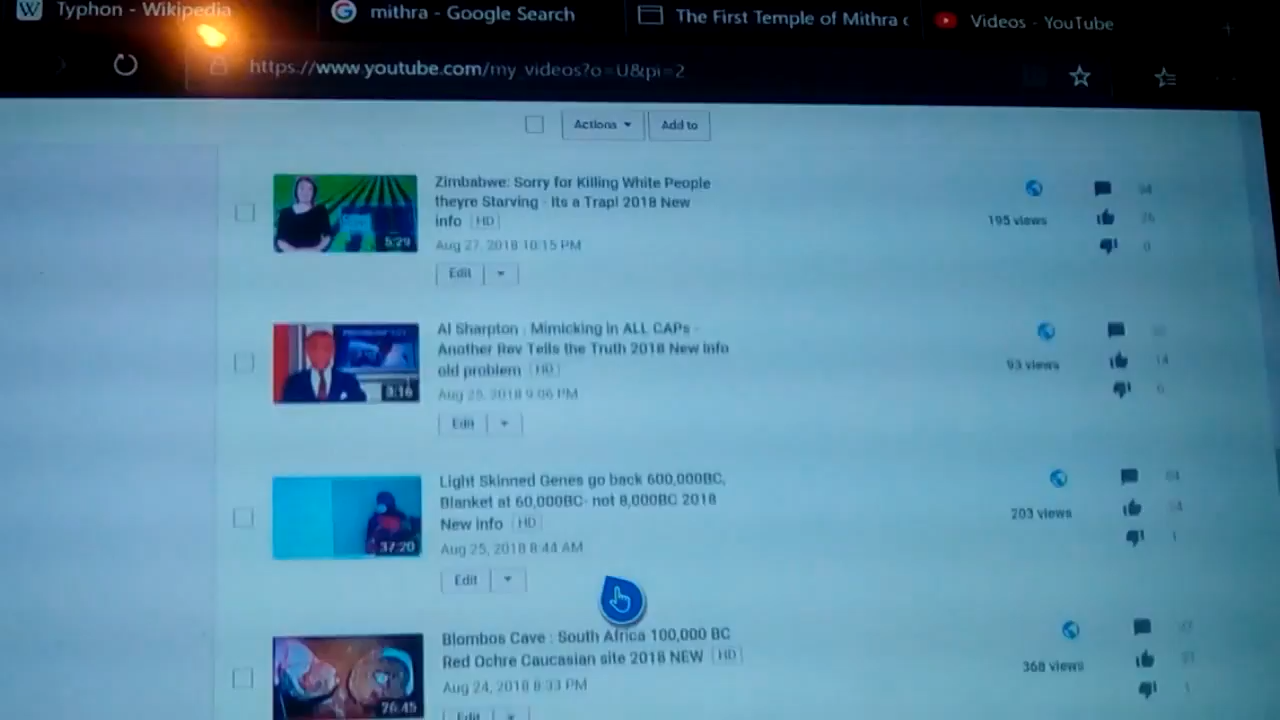 Typhon - Wikipedia
mithra - Google Search
The First Temple of Mithra
Videos - YouTube
https://www.youtube.com/my_videos?o=U&pi=2
Actions
Add to
Zimbabwe: Sorry for Killing White People
theyre Starving - Its a Trap! 2018 New
info HD
5:29
Aug 27, 2018 10:15 PM
195 views
0
Edit
Al Sharpton : Mimicking in ALL CAPs -
Another Rev Tells the Truth 2018 New info
old problem HD
9:06 PM
93 views
14
Edit
Light Skinned Genes go back 600,000BC,
Blanket at 60,000BC- not 8,000BC 2018
New info HD
37:20
Aug 25, 2018 8:44 AM
203 views
1
Edit
Blombos Cave : South Africa 100,000 BC
Red Ochre Caucasian site 2018 NEW HD
26:45
Aug 24, 2018 8:33 PM
368 views
1
Edit